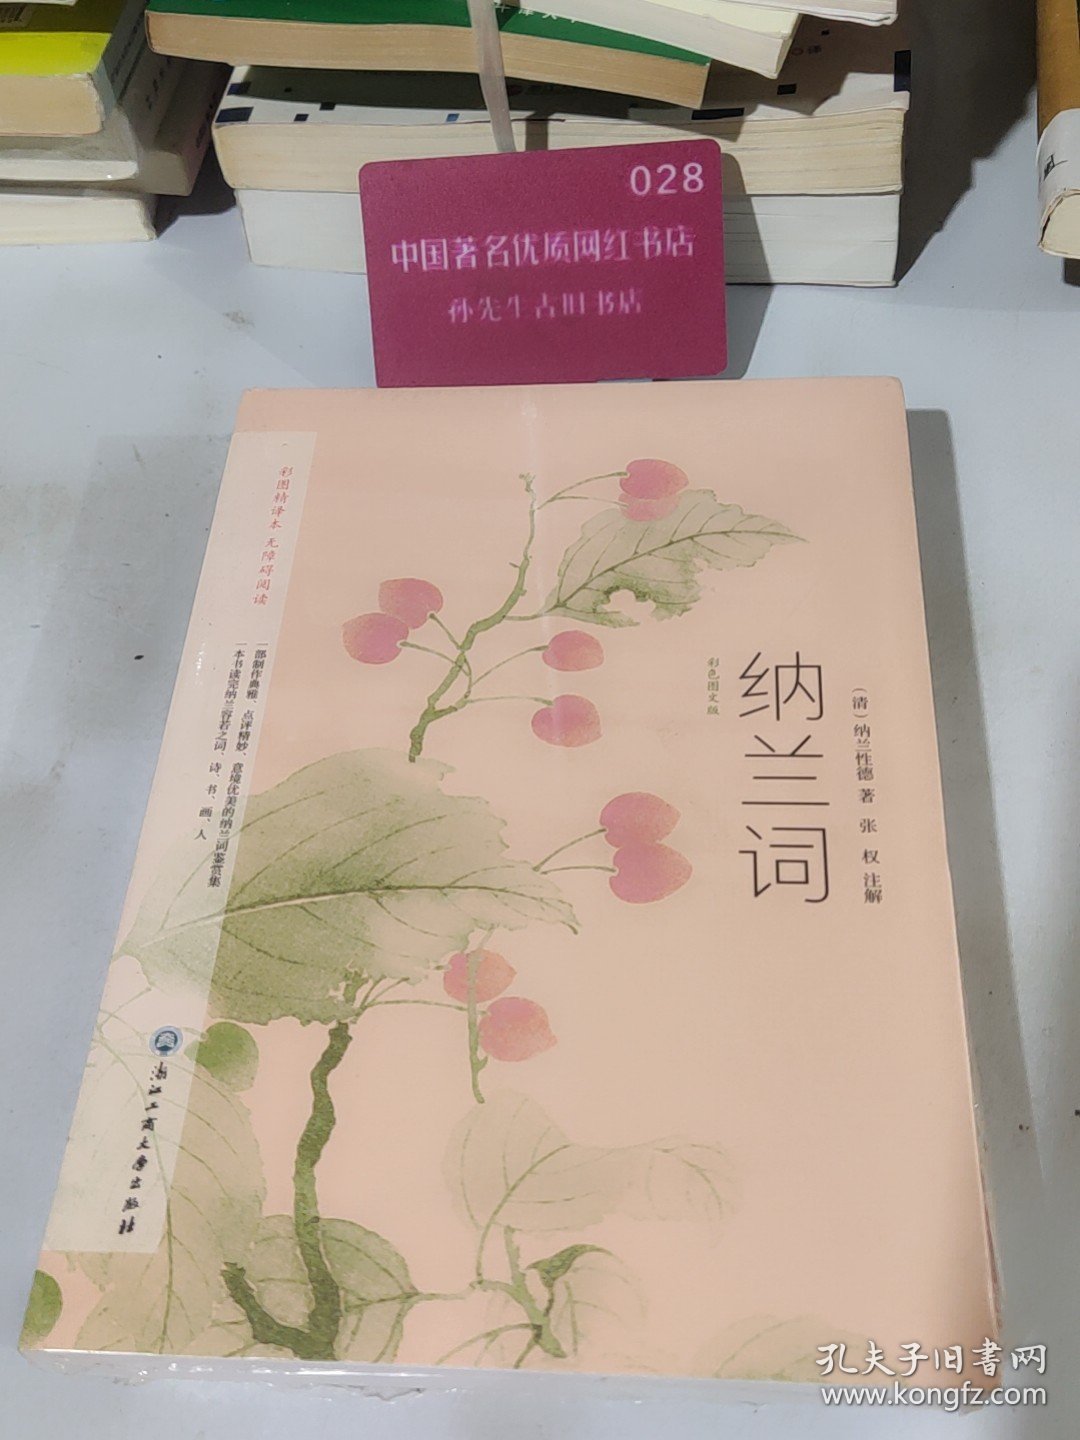 028
中国著名优质网红书店
孙先生古旧书店
彩图精译本 无障碍阅读
一部制作典雅、点评精妙、意境优美的纳兰词鉴赏集
一本书读完纳兰容若之词、诗、书、画、人
纳兰词
彩色图文版
(清)纳兰性德 著 张权 注解
浙江工商大学出版社
孔夫子旧書网
www.kongfz.com